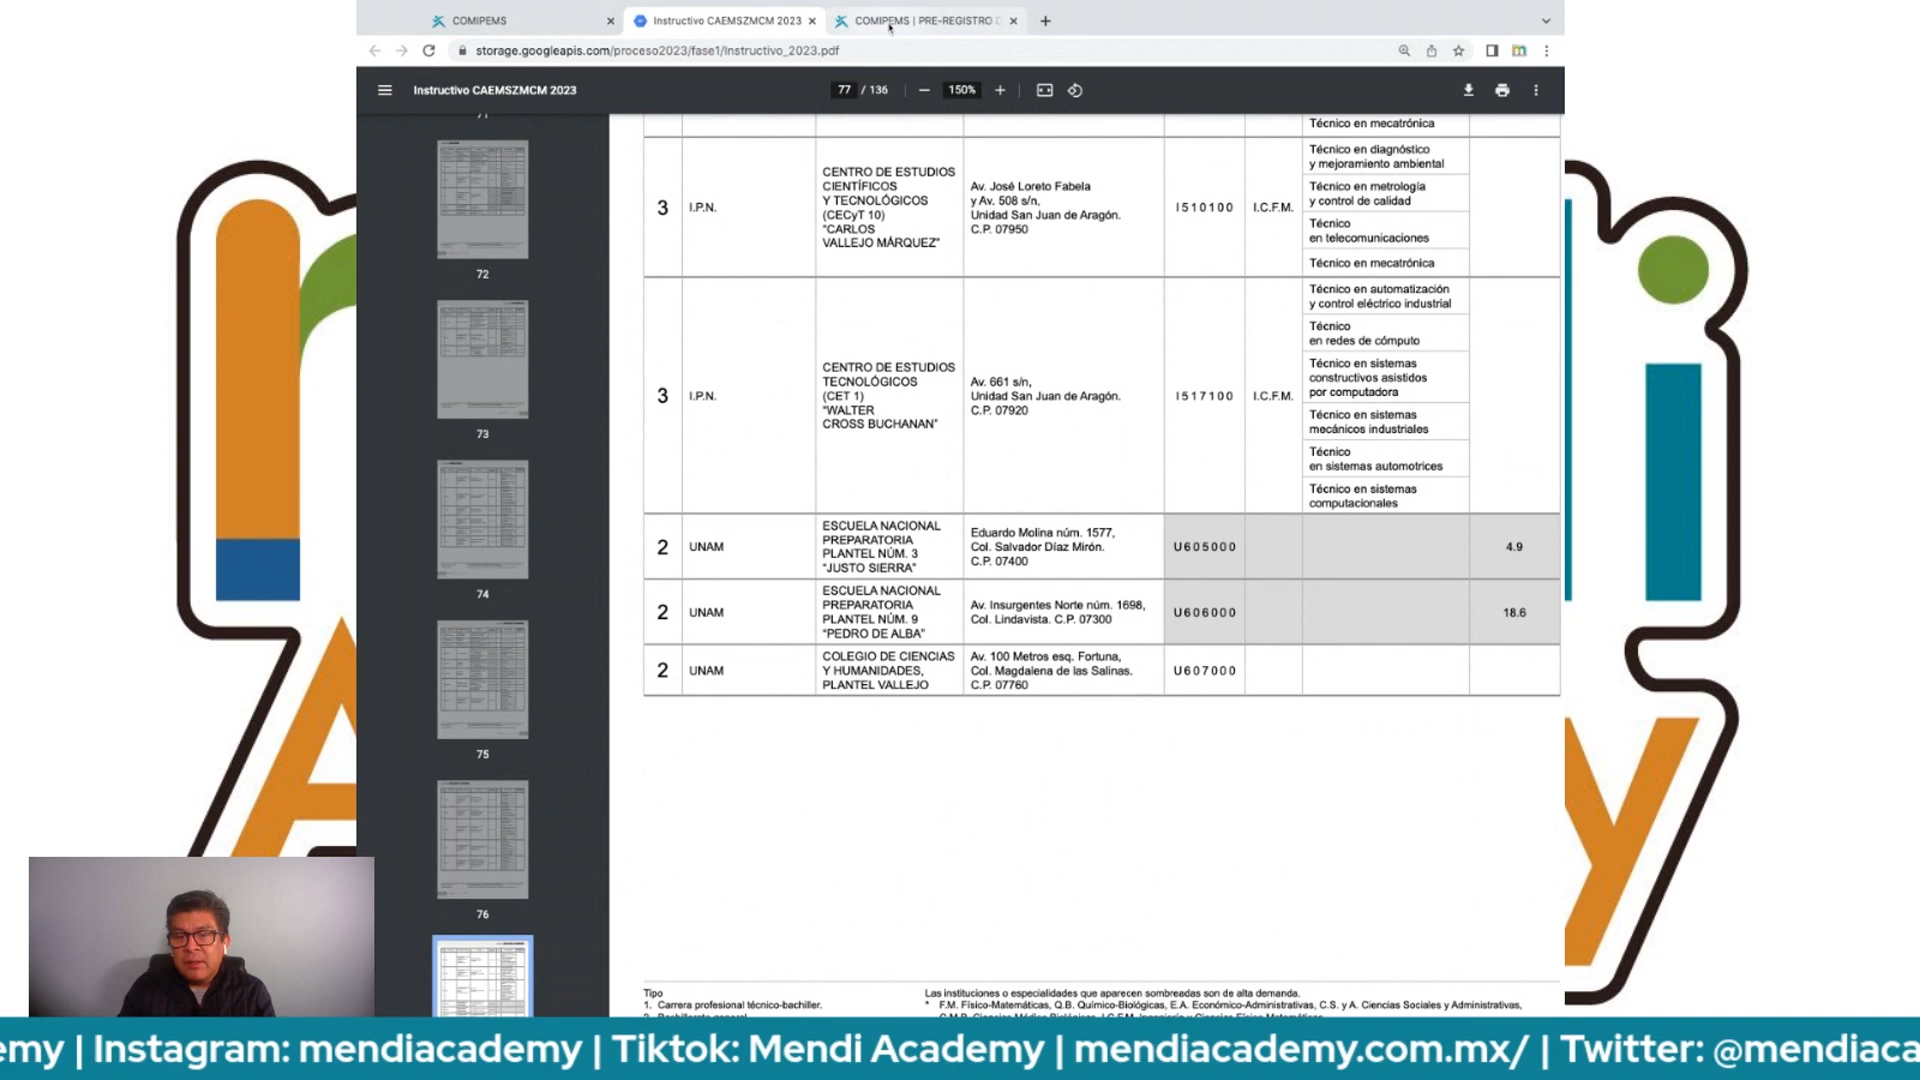 COMIPEMS
Instructivo CAEMSZMCM 2023
COMIPEMS | PRE-REGISTRO D
storage.googleapis.com/proceso2023/fase1/Instructivo_2023.pdf
Instructivo CAEMSZMCM 2023
77 / 136
150%
72
73
74
75
76
Técnico en mecatrónica
3
I.P.N.
CENTRO DE ESTUDIOS
CIENTÍFICOS
Y TECNOLÓGICOS
(CECyT 10)
"CARLOS
VALLEJO MÁRQUEZ"
Av. José Loreto Fabela
y Av. 508 s/n,
Unidad San Juan de Aragón.
C.P. 07950
I510100
I.C.F.M.
Técnico en diagnóstico
y mejoramiento ambiental
Técnico en metrología
y control de calidad
Técnico
en telecomunicaciones
Técnico en mecatrónica
3
I.P.N.
CENTRO DE ESTUDIOS
TECNOLÓGICOS
(CET 1)
"WALTER
CROSS BUCHANAN"
Av. 661 s/n,
Unidad San Juan de Aragón.
C.P. 07920
I517100
I.C.F.M.
Técnico en automatización
y control eléctrico industrial
Técnico
en redes de cómputo
Técnico en sistemas
constructivos asistidos
por computadora
Técnico en sistemas
mecánicos industriales
Técnico
en sistemas automotrices
Técnico en sistemas
computacionales
2
UNAM
ESCUELA NACIONAL
PREPARATORIA
PLANTEL NÚM. 3
"JUSTO SIERRA"
Eduardo Molina núm. 1577,
Col. Salvador Díaz Mirón.
C.P. 07400
U605000
4.9
2
UNAM
ESCUELA NACIONAL
PREPARATORIA
PLANTEL NÚM. 9
"PEDRO DE ALBA"
Av. Insurgentes Norte núm. 1698,
Col. Lindavista. C.P. 07300
U606000
18.6
2
UNAM
COLEGIO DE CIENCIAS
Y HUMANIDADES,
PLANTEL VALLEJO
Av. 100 Metros esq. Fortuna,
Col. Magdalena de las Salinas.
C.P. 07760
U607000
Tipo
1. Carrera profesional técnico-bachiller.
Las instituciones o especialidades que aparecen sombreadas son de alta demanda.
* F.M. Físico-Matemáticas, Q.B. Químico-Biológicas, E.A. Económico-Administrativas, C.S. y A. Ciencias Sociales y Administrativas,
emy | Instagram: mendiacademy | Tiktok: Mendi Academy | mendiacademy.com.mx/ | Twitter: @mendiaca